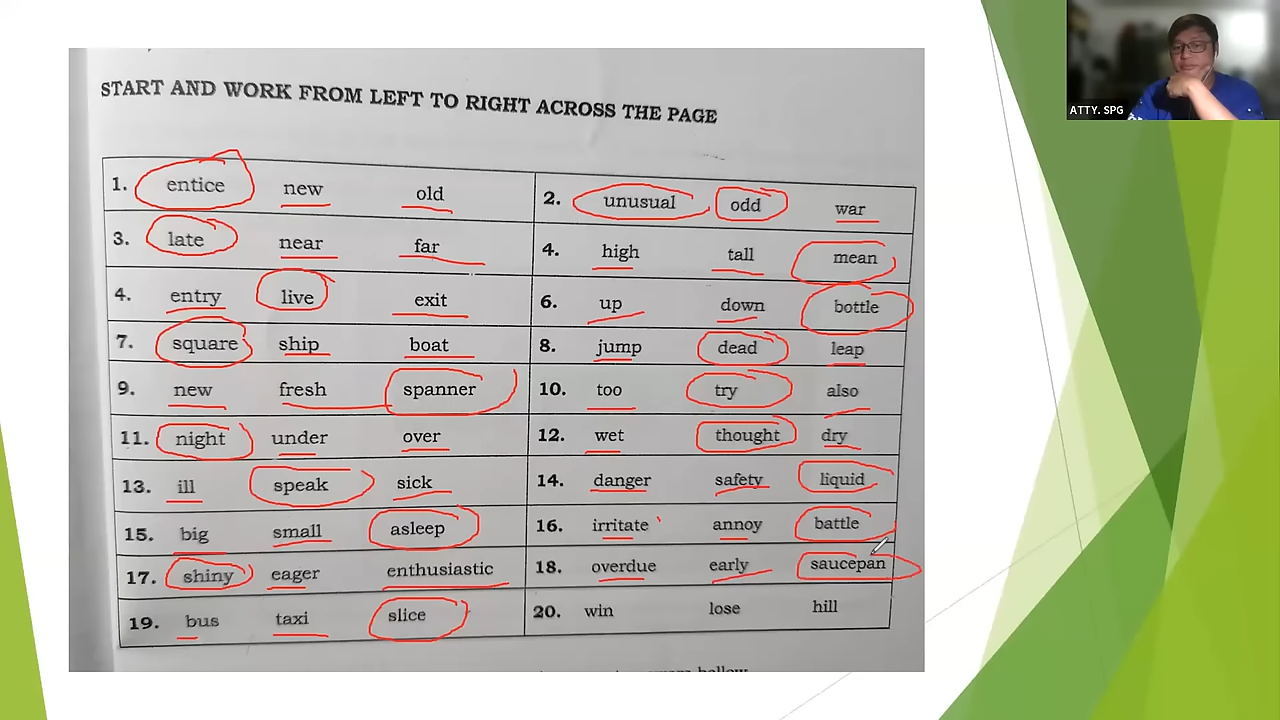 ATTY. SPG
START AND WORK FROM LEFT TO RIGHT ACROSS THE PAGE
1. entice new old 2. unusual odd war
3. late near far 4. high tall mean
4. entry live exit 6. up down bottle
7. square ship boat 8. jump dead leap
9. new fresh spanner 10. too try also
11. night under over 12. wet thought dry
13. ill speak sick 14. danger safety liquid
15. big small asleep 16. irritate annoy battle
17. shiny eager enthusiastic 18. overdue early saucepan
19. bus taxi slice 20. win lose hill